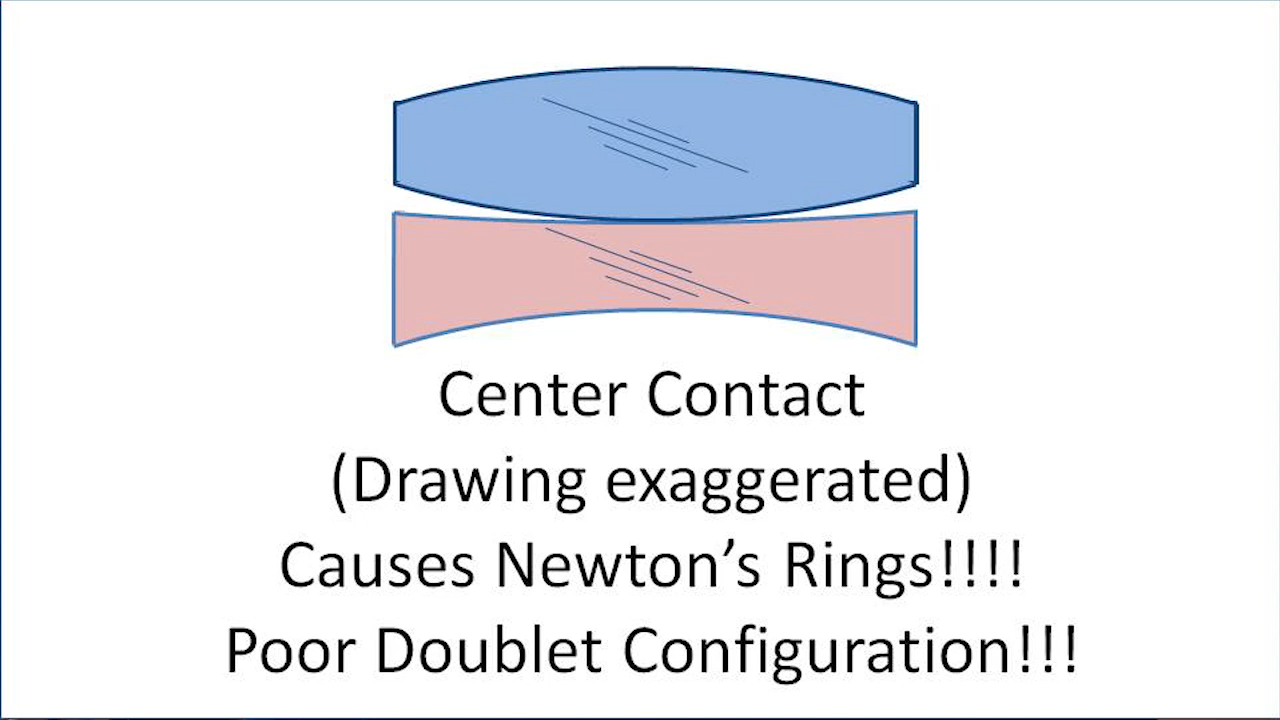 Center Contact
(Drawing exaggerated)
Causes Newton’s Rings!!!!
Poor Doublet Configuration!!!